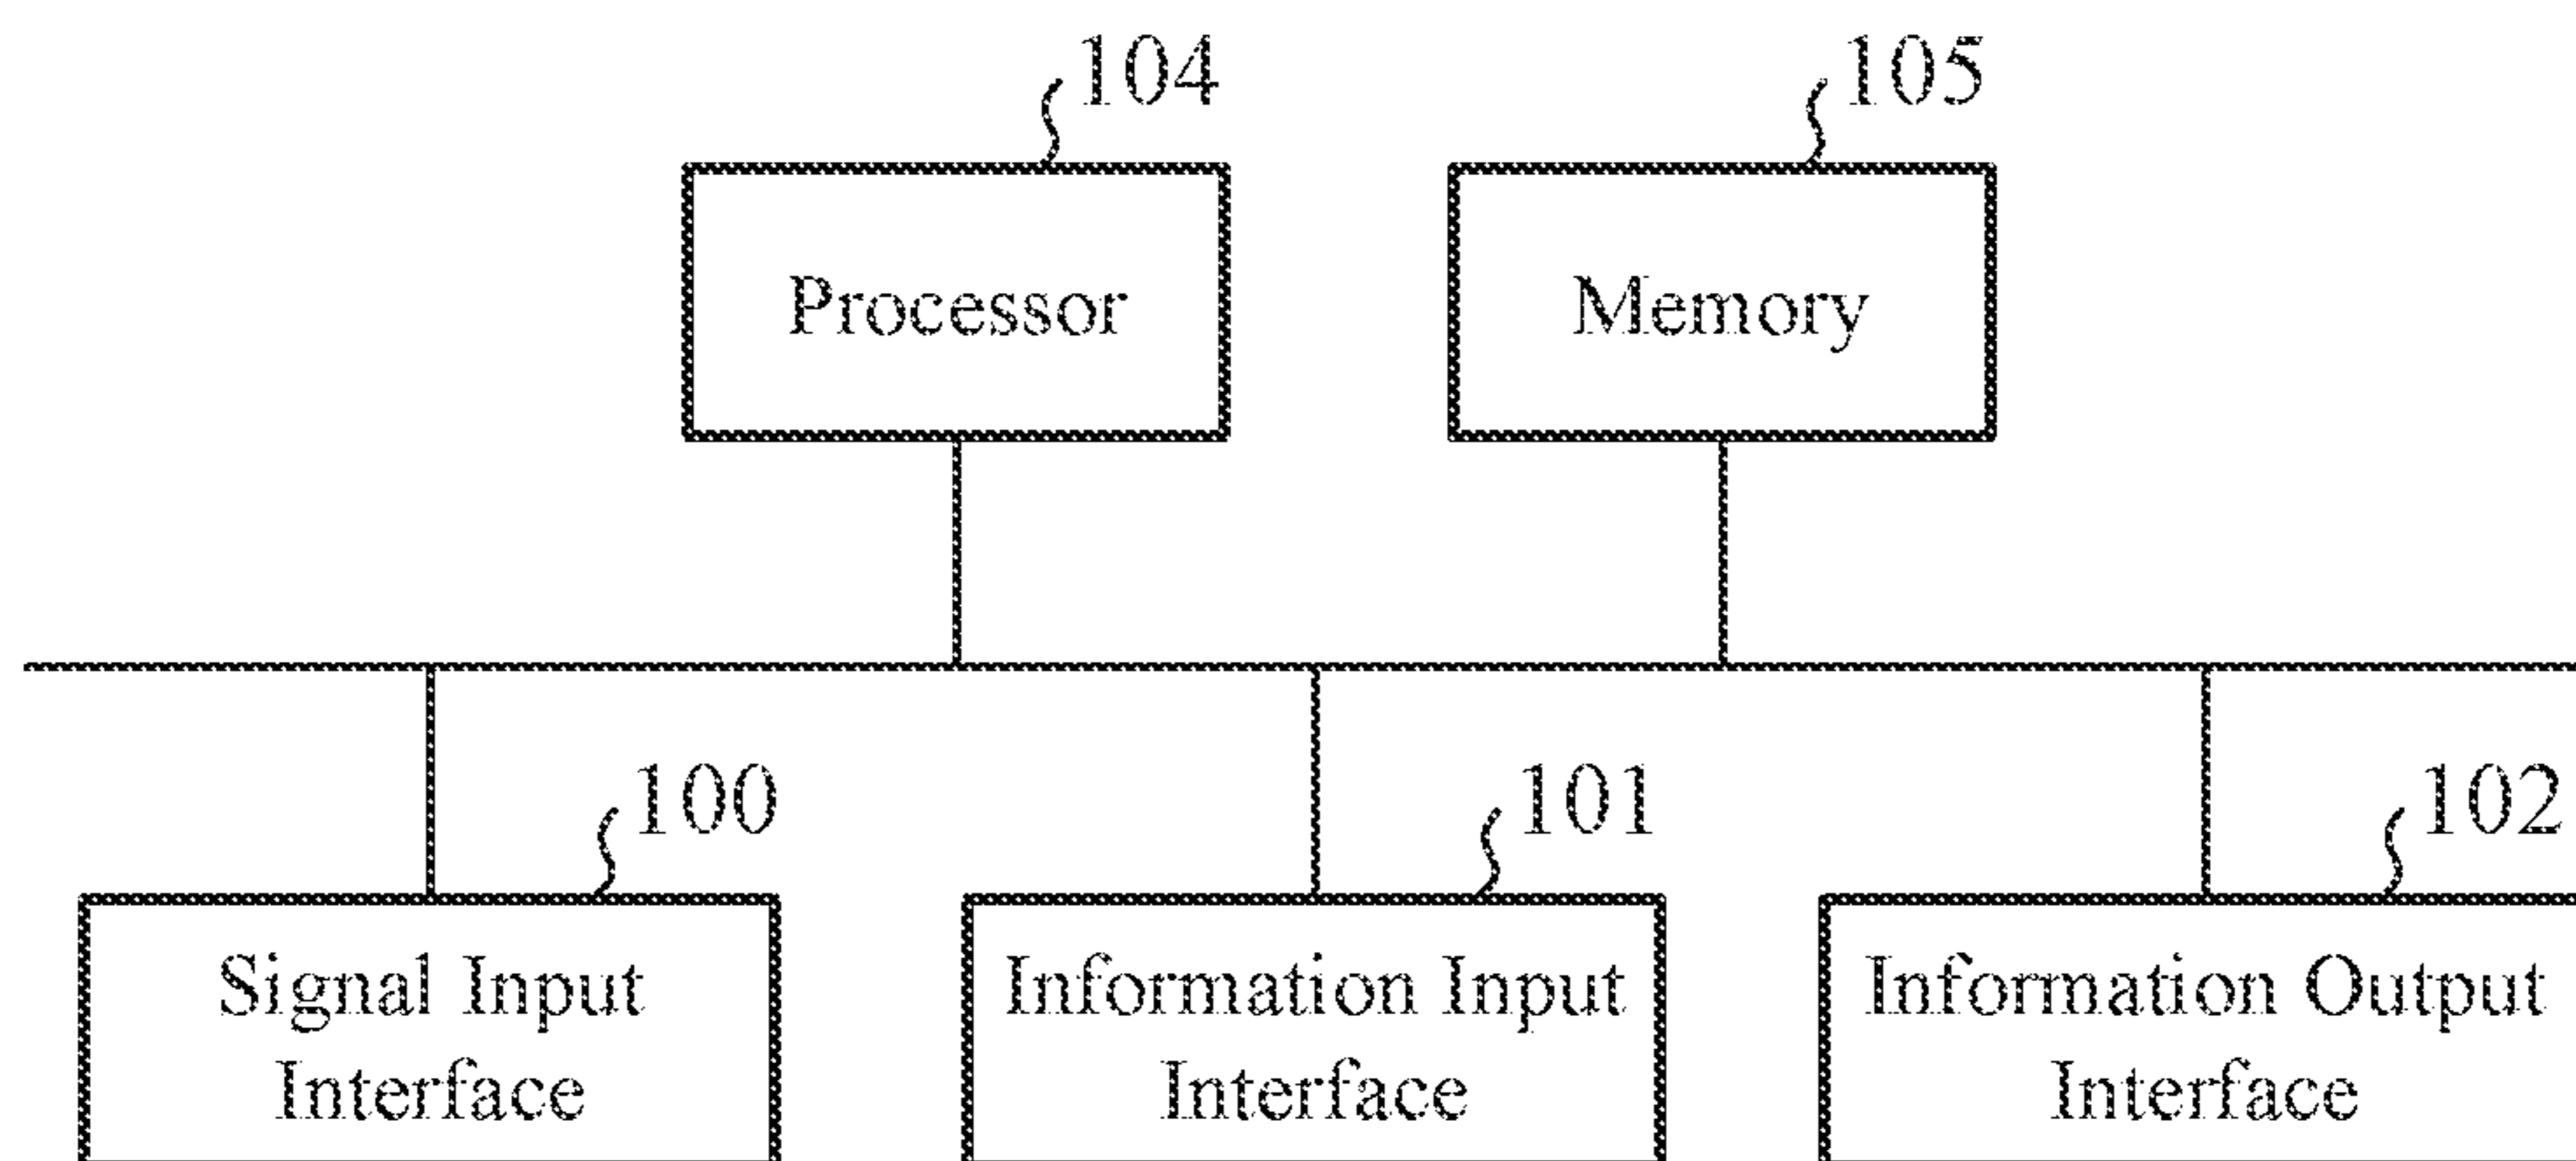 104
105
Processor
Memory
100
101
102
Signal Input
Interface
Information Input
Interface
Information Output
Interface